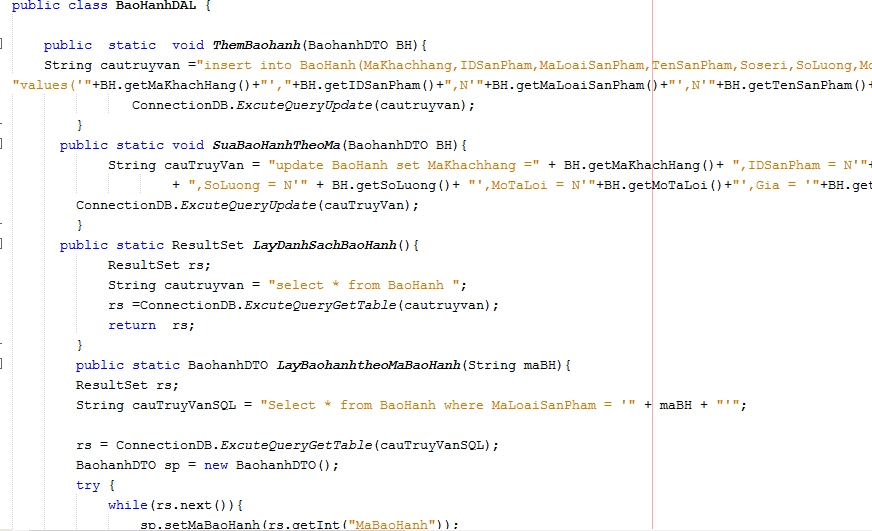 public class BaoHanhDAL {
public static void ThemBaohanh(BaohanhDTO BH){
String cautruyvan ="insert into BaoHanh(MaKhachhang,IDSanPham,MaLoaiSanPham,TenSanPham,Soseri,SoLuong,Mo
"values('"+BH.getMaKhachHang()+"',"+BH.getIDSanPham()+",N'"+BH.getMaLoaiSanPham()+"',N'"+BH.getTenSanPham()+
ConnectionDB.ExcuteQueryUpdate(cautruyvan);
}
public static void SuaBaoHanhTheoMa(BaohanhDTO BH){
String cauTruyVan = "update BaoHanh set MaKhachhang =" + BH.getMaKhachHang()+ ",IDSanPham = N'"+
+ ",SoLuong = N'" + BH.getSoLuong()+ "',MoTaLoi = N'"+BH.getMoTaLoi()+"',Gia = '"+BH.get
ConnectionDB.ExcuteQueryUpdate(cauTruyVan);
}
public static ResultSet LayDanhSachBaoHanh(){
ResultSet rs;
String cautruyvan = "select * from BaoHanh ";
rs =ConnectionDB.ExcuteQueryGetTable(cautruyvan);
return rs;
}
public static BaohanhDTO LayBaohanhtheoMaBaoHanh(String maBH){
ResultSet rs;
String cauTruyVanSQL = "Select * from BaoHanh where MaLoaiSanPham = '" + maBH + "'";
rs = ConnectionDB.ExcuteQueryGetTable(cauTruyVanSQL);
BaohanhDTO sp = new BaohanhDTO();
try {
while(rs.next()){
sp.setMaBaoHanh(rs.getInt("MaBaoHanh"));